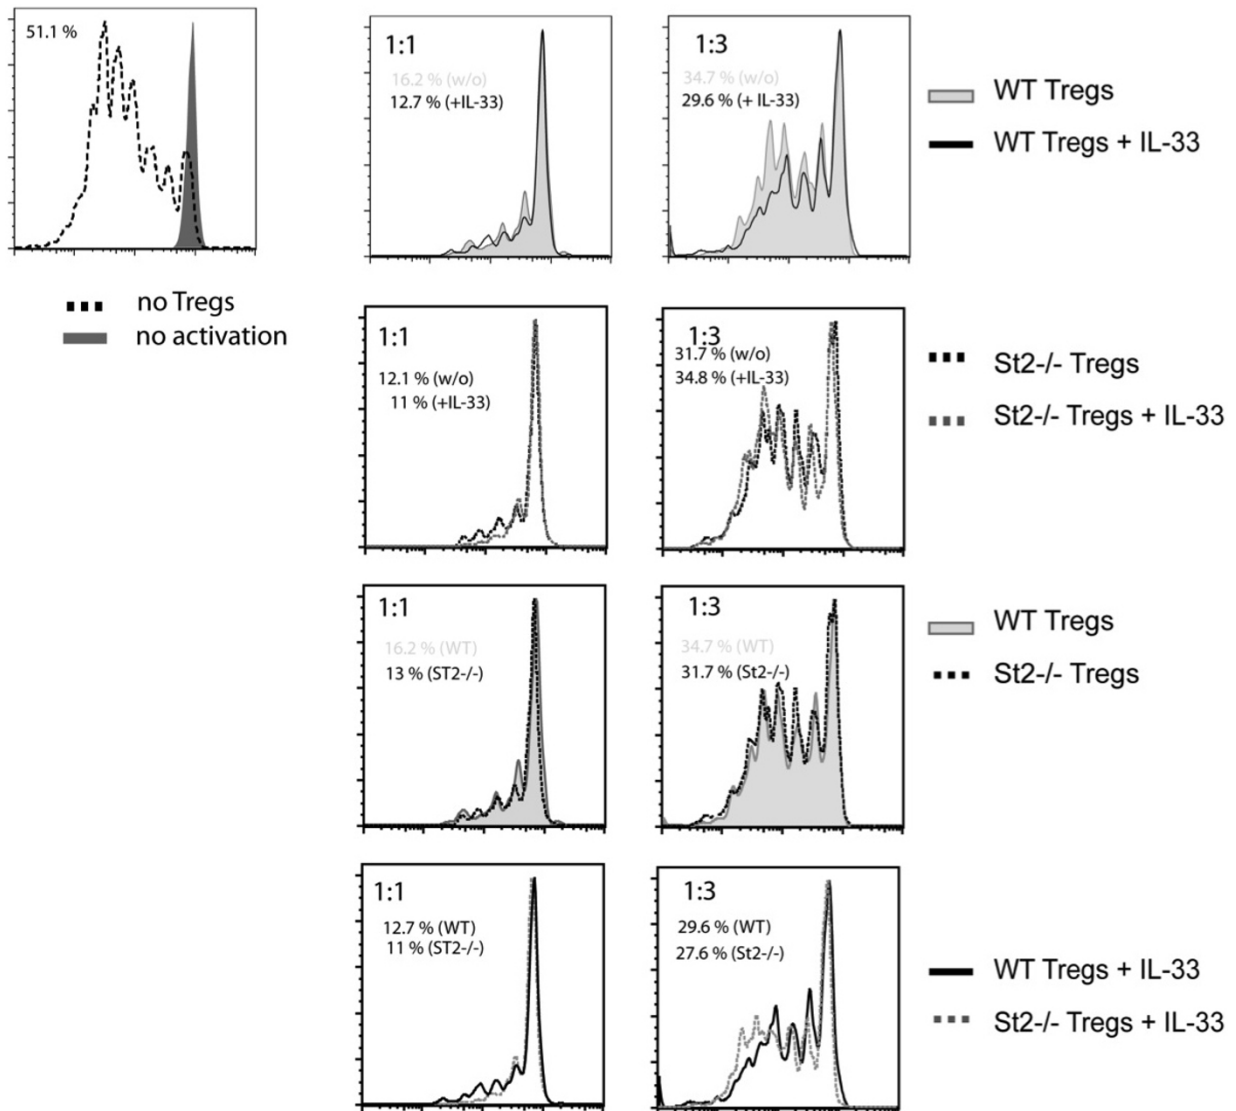 51.1 %
no Tregs
no activation
1:1
16.2 % (w/o)
12.7 % (+IL-33)
1:3
34.7 % (w/o)
29.6 % (+ IL-33)
WT Tregs
WT Tregs + IL-33
1:1
12.1 % (w/o)
11 % (+IL-33)
1:3
31.7 % (w/o)
34.8 % (+IL-33)
St2-/- Tregs
St2-/- Tregs + IL-33
1:1
16.2 % (WT)
13 % (ST2-/-)
1:3
34.7 % (WT)
31.7 % (St2-/-)
WT Tregs
St2-/- Tregs
1:1
12.7 % (WT)
11 % (ST2-/-)
1:3
29.6 % (WT)
27.6 % (St2-/-)
WT Tregs + IL-33
St2-/- Tregs + IL-33